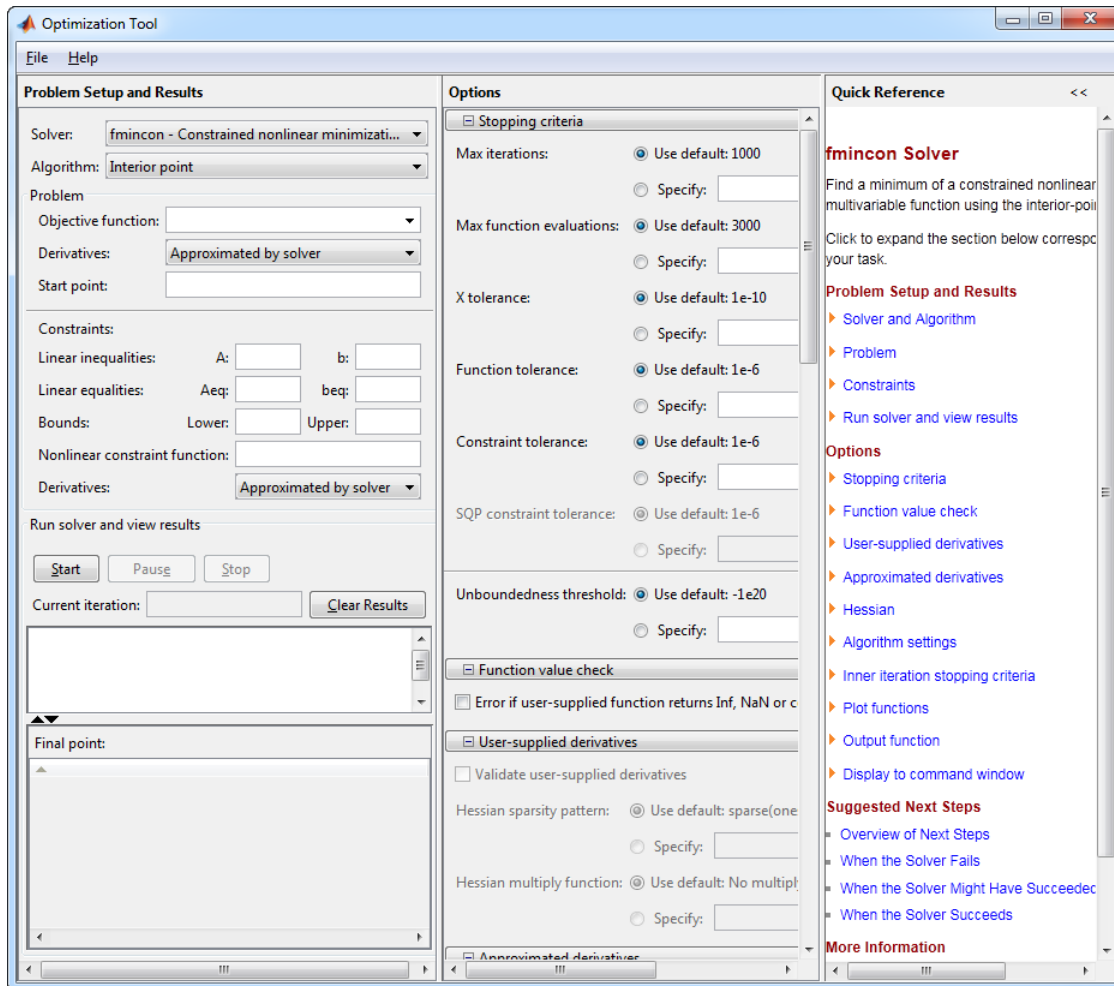 Optimization Tool
File Help
Problem Setup and Results
Solver: fmincon - Constrained nonlinear minimizati...
Algorithm: Interior point
Problem
Objective function:
Derivatives: Approximated by solver
Start point:
Constraints:
Linear inequalities: A: b:
Linear equalities: Aeq: beq:
Bounds: Lower: Upper:
Nonlinear constraint function:
Derivatives: Approximated by solver
Run solver and view results
Start Pause Stop
Current iteration: Clear Results
Final point:
Options
Stopping criteria
Max iterations: Use default: 1000
Specify:
Max function evaluations: Use default: 3000
Specify:
X tolerance: Use default: 1e-10
Specify:
Function tolerance: Use default: 1e-6
Specify:
Constraint tolerance: Use default: 1e-6
Specify:
SQP constraint tolerance: Use default: 1e-6
Specify:
Unboundedness threshold: Use default: -1e20
Specify:
Function value check
Error if user-supplied function returns Inf, NaN or c
User-supplied derivatives
Validate user-supplied derivatives
Hessian sparsity pattern: Use default: sparse(one
Specify:
Hessian multiply function: Use default: No multipl
Specify:
Approximated derivatives
Quick Reference <<
fmincon Solver
Find a minimum of a constrained nonlinear
multivariable function using the interior-poi
Click to expand the section below correspo
your task.
Problem Setup and Results
Solver and Algorithm
Problem
Constraints
Run solver and view results
Options
Stopping criteria
Function value check
User-supplied derivatives
Approximated derivatives
Hessian
Algorithm settings
Inner iteration stopping criteria
Plot functions
Output function
Display to command window
Suggested Next Steps
Overview of Next Steps
When the Solver Fails
When the Solver Might Have Succeeded
When the Solver Succeeds
More Information